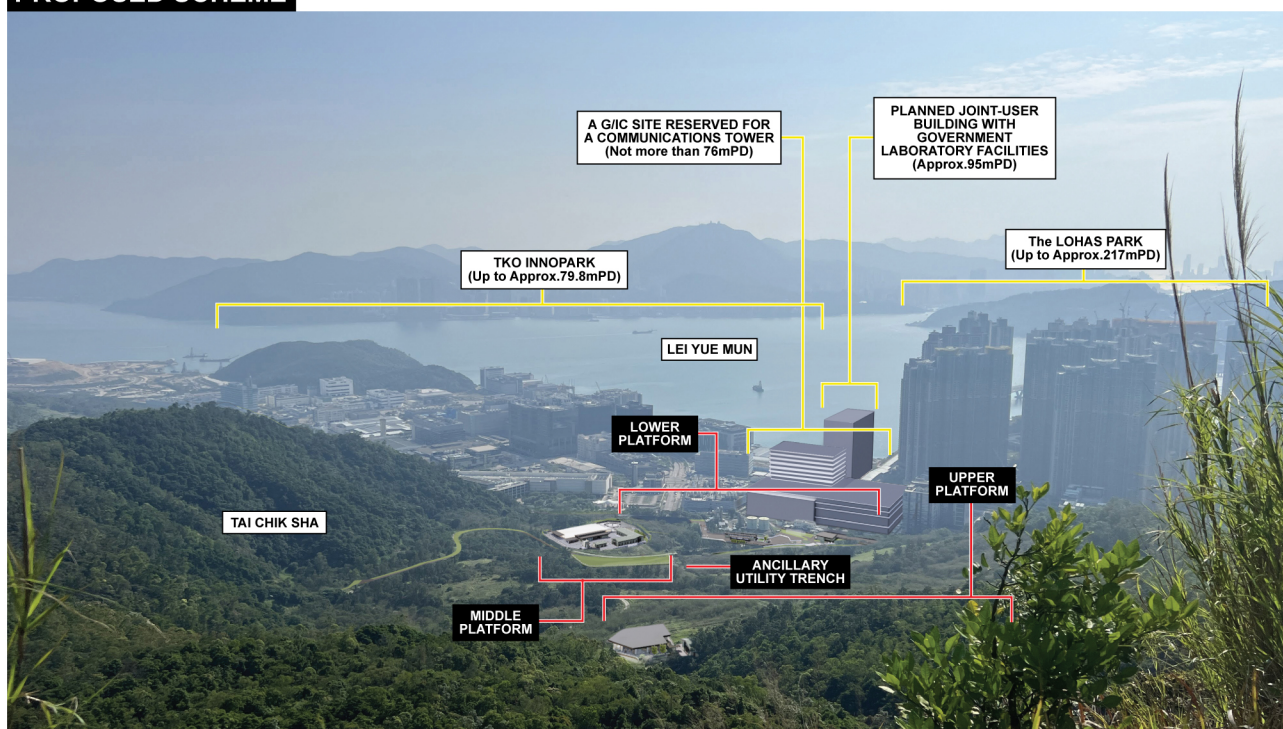 PROPOSED SCHEME
A G/IC SITE RESERVED FOR
A COMMUNICATIONS TOWER
(Not more than 76mPD)
PLANNED JOINT-USER
BUILDING WITH
GOVERNMENT
LABORATORY FACILITIES
(Approx.95mPD)
TKO INNOPARK
(Up to Approx.79.8mPD)
The LOHAS PARK
(Up to Approx.217mPD)
LEI YUE MUN
LOWER
PLATFORM
UPPER
PLATFORM
TAI CHIK SHA
ANCILLARY
UTILITY TRENCH
MIDDLE
PLATFORM